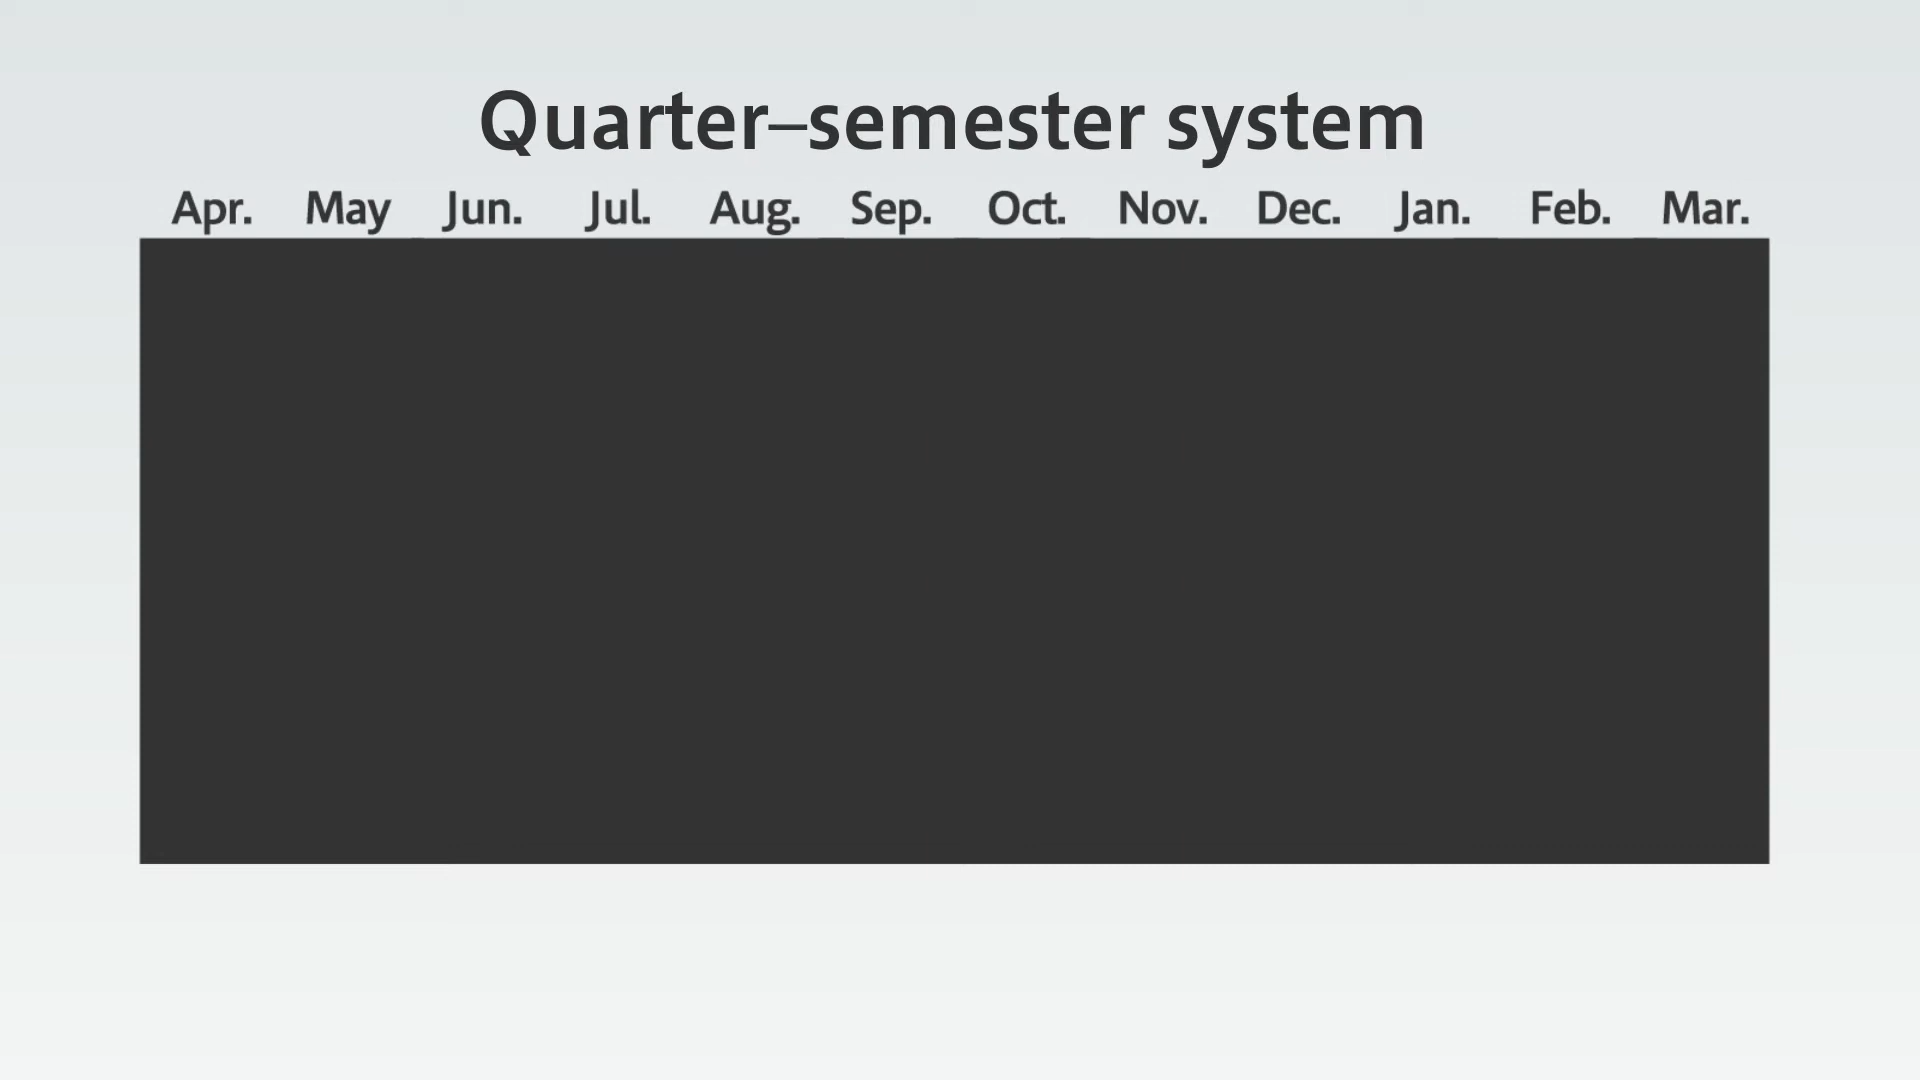 Quarter–semester system
Apr. May Jun. Jul. Aug. Sep. Oct. Nov. Dec. Jan. Feb. Mar.